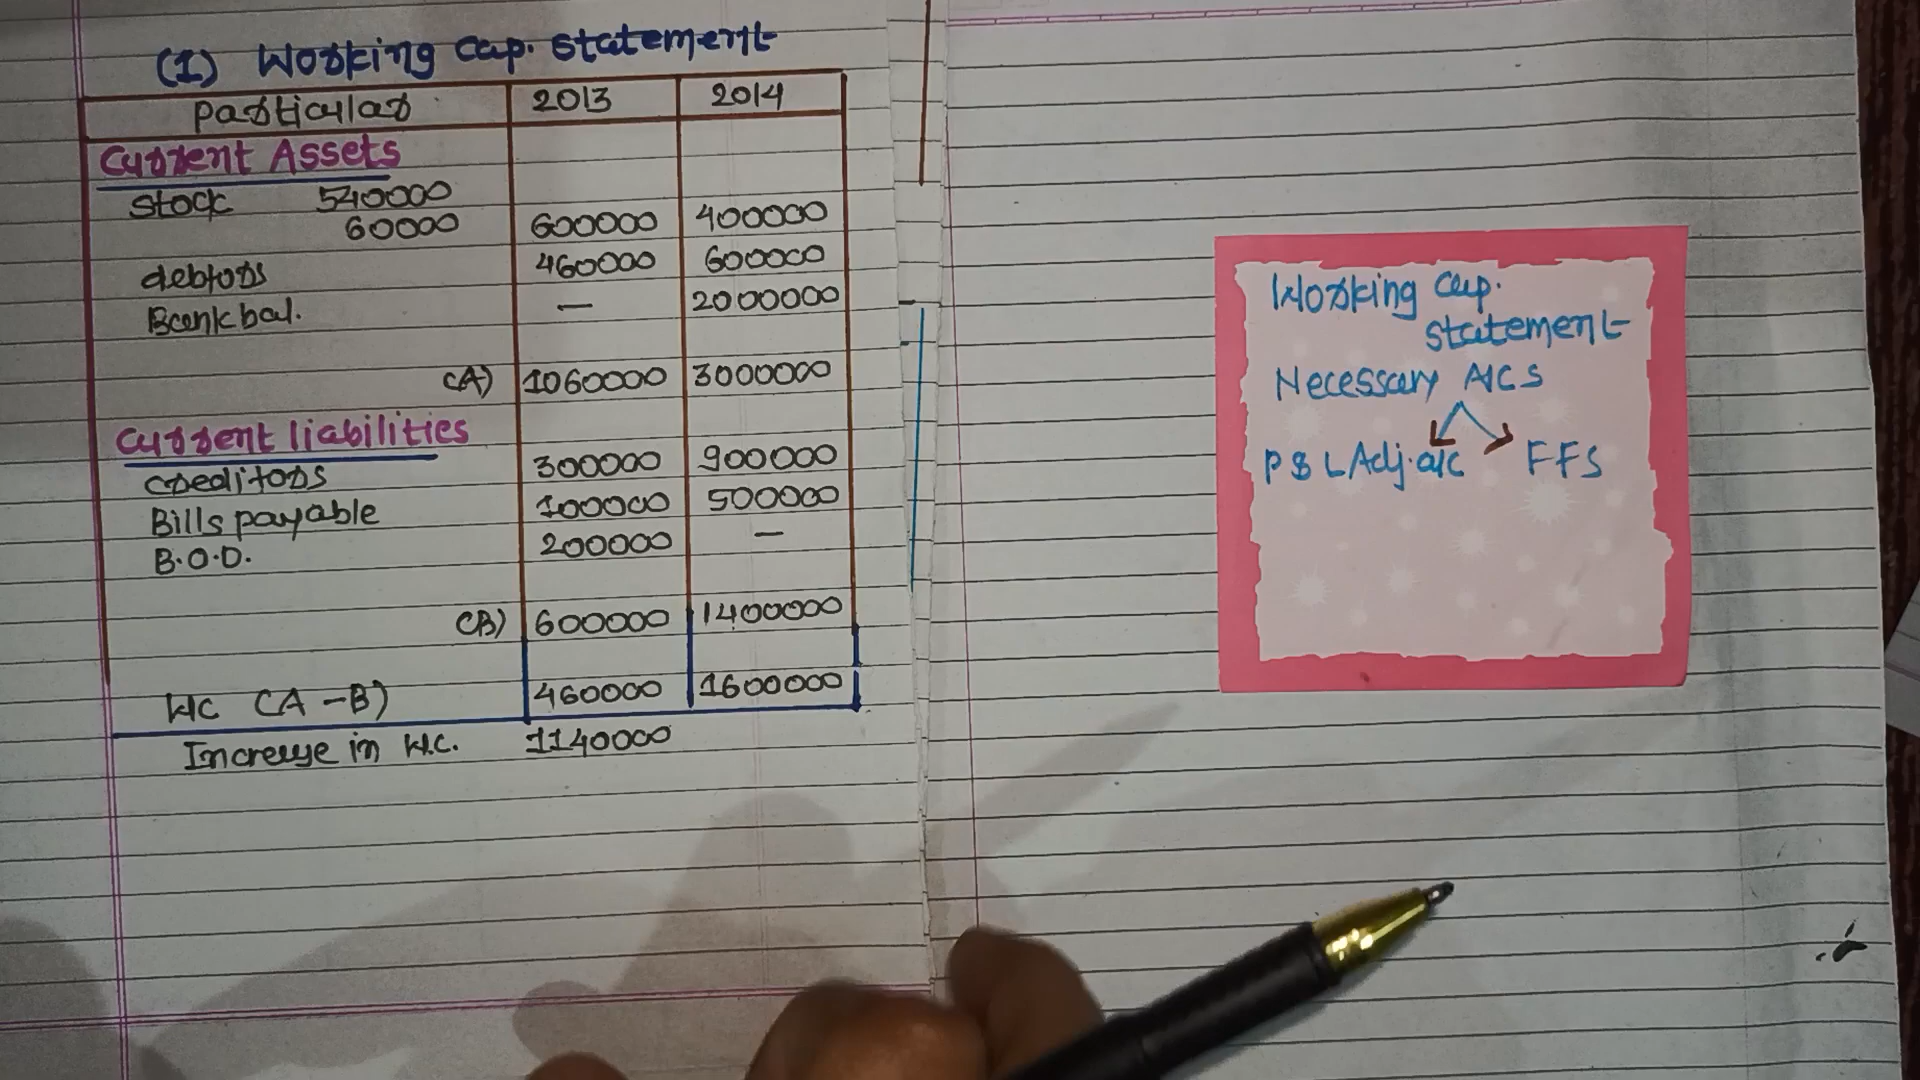 (1) Working cap. statement
Particular 2013 2014
Current Assets
Stock 540000
60000 600000 400000
debtors 460000 600000
Bank bal. — 2000000
(A) 1060000 3000000
Current liabilities
creditors 300000 900000
Bills payable 100000 500000
B.O.D. 200000 —
(B) 600000 1400000
WC (A-B) 460000 1600000
Increase in W.C. 1140000
Working cap.
statement
Necessary A/CS
P & L Adj. a/c FFS